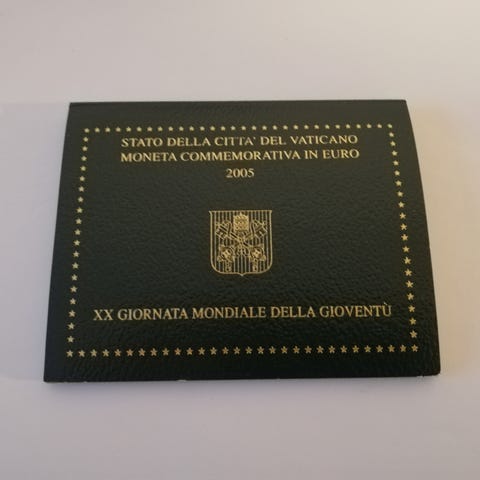 STATO DELLA CITTA' DEL VATICANO
MONETA COMMEMORATIVA IN EURO
2005
XX GIORNATA MONDIALE DELLA GIOVENTÙ